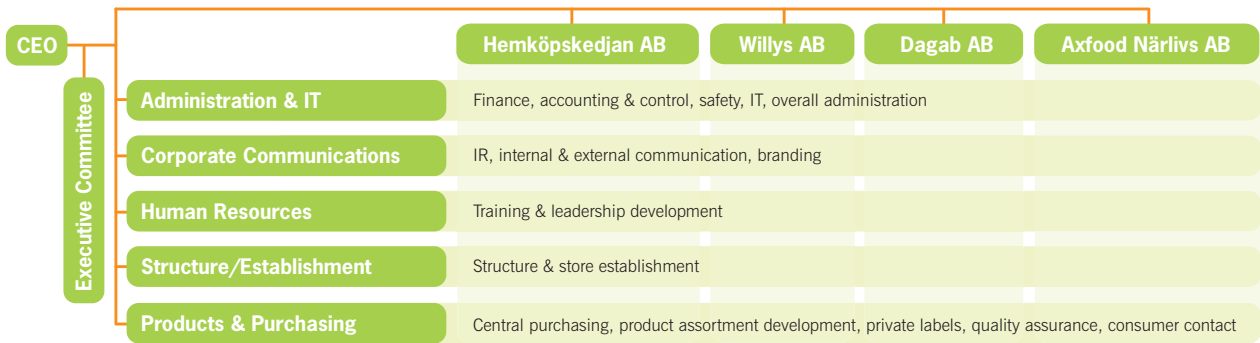 CEO
Hemköpskedjan AB
Willys AB
Dagab AB
Axfood Närlivs AB
Executive Committee
Administration & IT
Finance, accounting & control, safety, IT, overall administration
Corporate Communications
IR, internal & external communication, branding
Human Resources
Training & leadership development
Structure/Establishment
Structure & store establishment
Products & Purchasing
Central purchasing, product assortment development, private labels, quality assurance, consumer contact